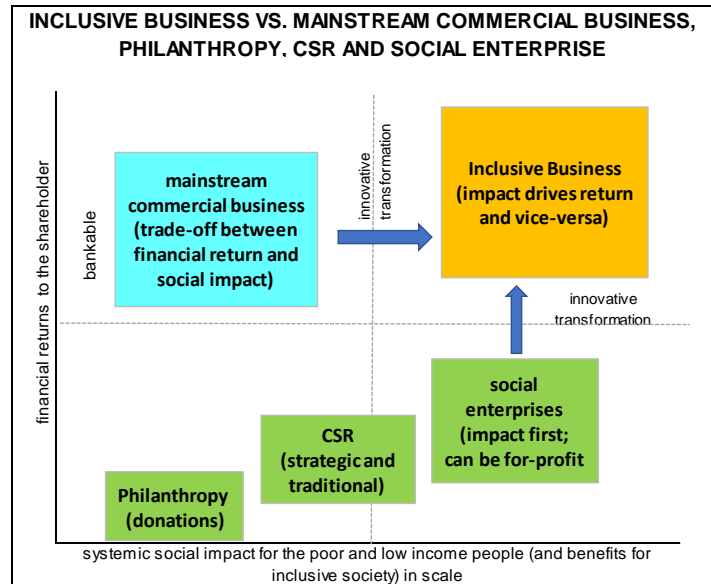 INCLUSIVE BUSINESS VS. MAINSTREAM COMMERCIAL BUSINESS,
PHILANTHROPY, CSR AND SOCIAL ENTERPRISE
financial returns to the shareholder
bankable
mainstream
commercial business
(trade-off between
financial return and
social impact)
innovative
transformation
Inclusive Business
(impact drives return
and vice-versa)
innovative
transformation
social
enterprises
(impact first;
can be for-profit
CSR
(strategic and
traditional)
Philanthropy
(donations)
systemic social impact for the poor and low income people (and benefits for
inclusive society) in scale